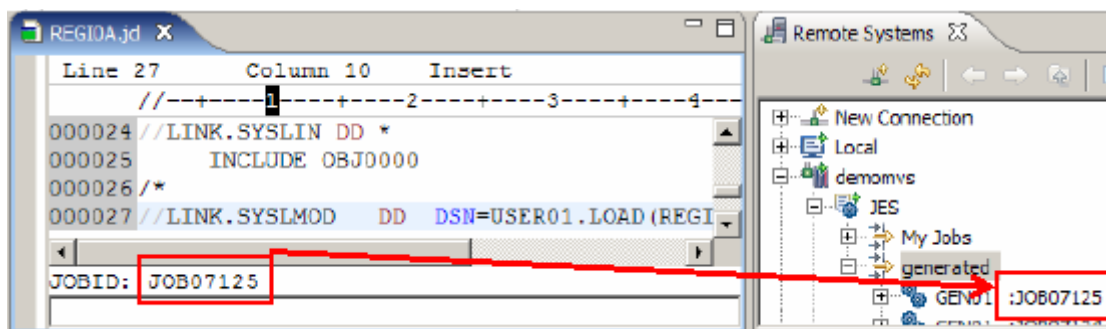 REGI0A.jcl
Line 27 Column 10 Insert
//--+----1----+----2----+----3----+----4---
000024 //LINK.SYSLIN DD *
000025 INCLUDE OBJ0000
000026 /*
000027 //LINK.SYSLMOD DD DSN=USER01.LOAD(REGI
JOBID: JOB07125
Remote Systems
New Connection
Local
demomvs
JES
My Jobs
generated
GEN01 :JOB07125